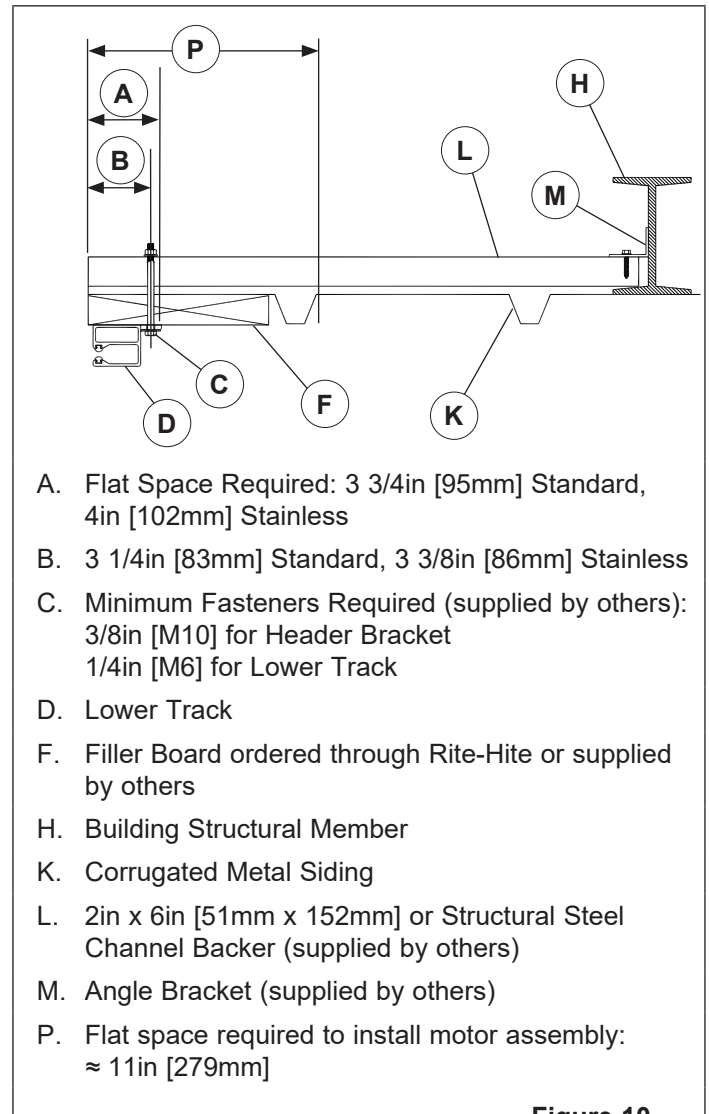 P
A
H
B
L
M
C
F
K
D
A. Flat Space Required: 3 3/4in [95mm] Standard,
4in [102mm] Stainless
B. 3 1/4in [83mm] Standard, 3 3/8in [86mm] Stainless
C. Minimum Fasteners Required (supplied by others):
3/8in [M10] for Header Bracket
1/4in [M6] for Lower Track
D. Lower Track
F. Filler Board ordered through Rite-Hite or supplied
by others
H. Building Structural Member
K. Corrugated Metal Siding
L. 2in x 6in [51mm x 152mm] or Structural Steel
Channel Backer (supplied by others)
M. Angle Bracket (supplied by others)
P. Flat space required to install motor assembly:
≈ 11in [279mm]